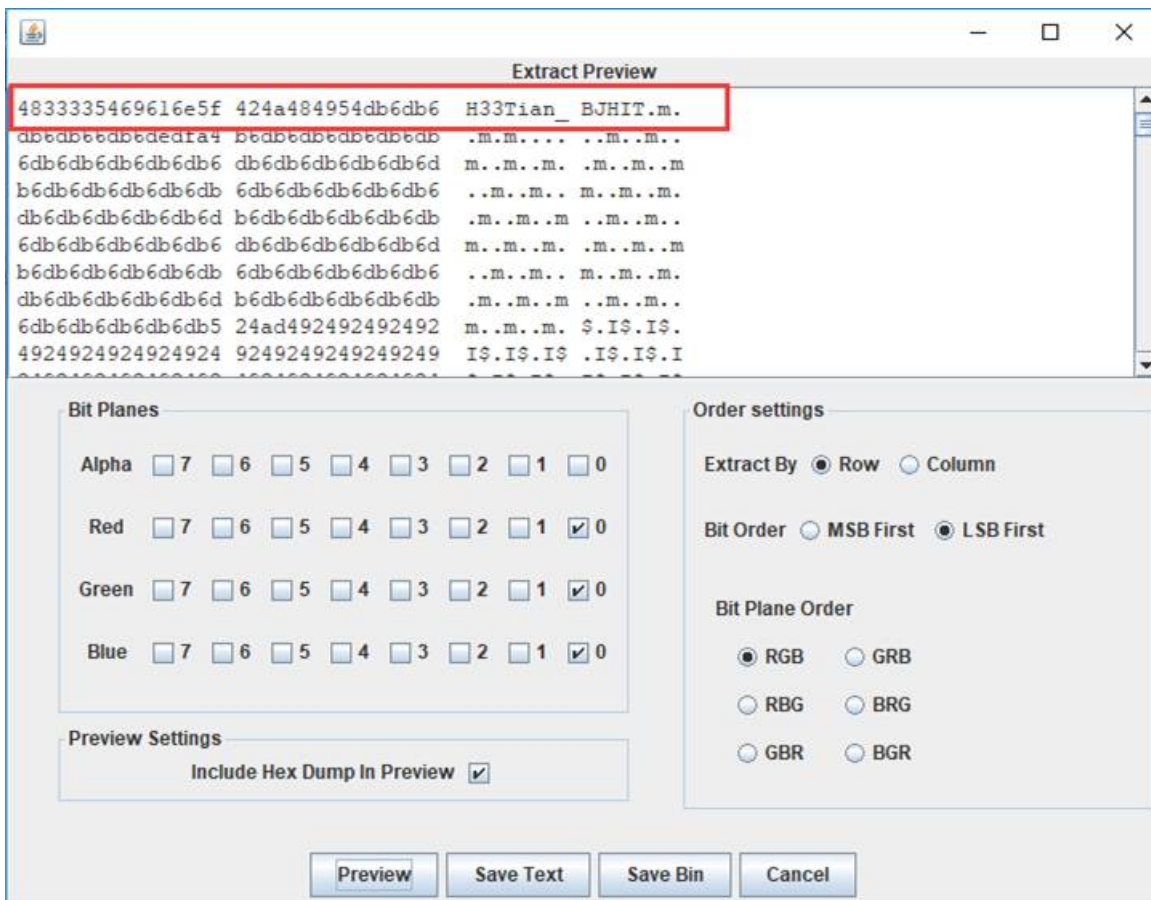 Extract Preview
4833335469616e5f 424a484954db6db6 H33Tian_ BJHIT.m.
db6db66db6dedfa4 b6db6db6db6db6db .m.m.... ..m..m..
6db6db6db6db6db6 db6db6db6db6db6d m..m..m. .m..m..m
b6db6db6db6db6db 6db6db6db6db6db6 ..m..m.. m..m..m.
db6db6db6db6db6d b6db6db6db6db6db .m..m..m ..m..m..
6db6db6db6db6db6 db6db6db6db6db6d m..m..m. .m..m..m
b6db6db6db6db6db 6db6db6db6db6db6 ..m..m.. m..m..m.
db6db6db6db6db6d b6db6db6db6db6db .m..m..m ..m..m..
6db6db6db6db6db5 24ad492492492492 m..m..m. $.I$.I$.
4924924924924924 9249249249249249 I$.I$.I$ .I$.I$.I
Bit Planes
Alpha 7 6 5 4 3 2 1 0
Red 7 6 5 4 3 2 1 0
Green 7 6 5 4 3 2 1 0
Blue 7 6 5 4 3 2 1 0
Preview Settings
Include Hex Dump In Preview
Order settings
Extract By Row Column
Bit Order MSB First LSB First
Bit Plane Order
RGB GRB
RBG BRG
GBR BGR
Preview Save Text Save Bin Cancel